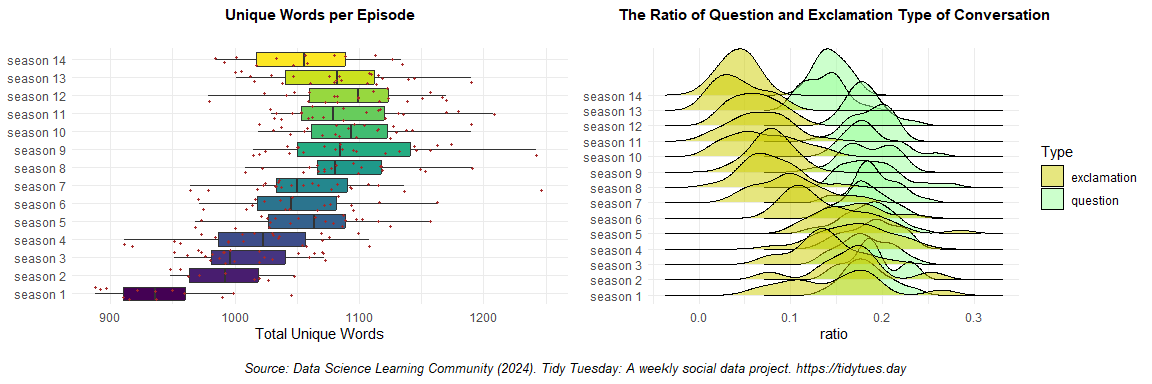 Unique Words per Episode
season 14
season 13
season 12
season 11
season 10
season 9
season 8
season 7
season 6
season 5
season 4
season 3
season 2
season 1
900 1000 1100 1200
Total Unique Words
The Ratio of Question and Exclamation Type of Conversation
season 14
season 13
season 12
season 11
season 10
season 9
season 8
season 7
season 6
season 5
season 4
season 3
season 2
season 1
0.0 0.1 0.2 0.3
ratio
Type
exclamation
question
Source: Data Science Learning Community (2024). Tidy Tuesday: A weekly social data project. https://tidytues.day